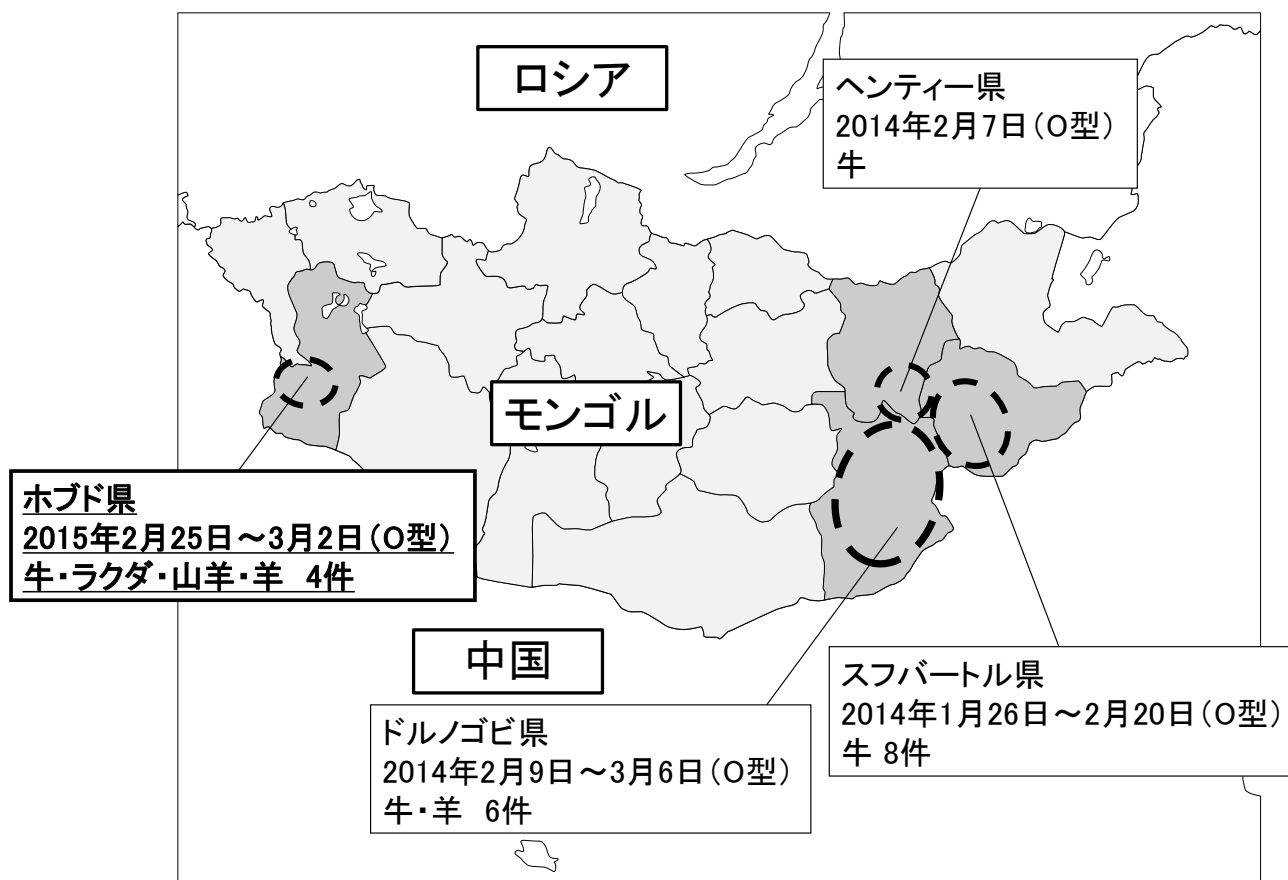 ロシア
ヘンティー県
2014年2月7日（O型）
牛
モンゴル
ホブド県
2015年2月25日～3月2日（O型）
牛・ラクダ・山羊・羊 4件
中国
スフバートル県
2014年1月26日～2月20日（O型）
牛 8件
ドルノゴビ県
2014年2月9日～3月6日（O型）
牛・羊 6件